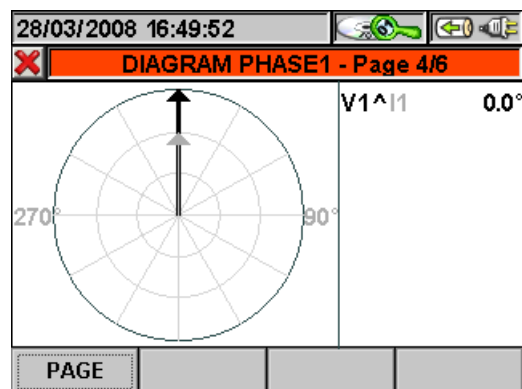 28/03/2008 16:49:52
DIAGRAM PHASE1 - Page 4/6
V1^I1 0.0°
270° 90°
PAGE